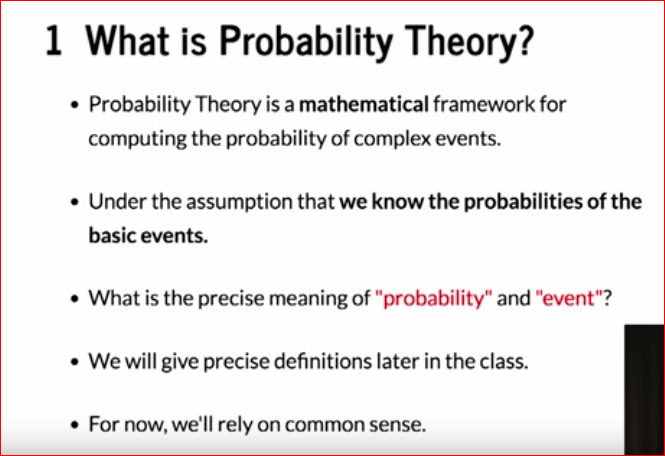 1 What is Probability Theory?
• Probability Theory is a mathematical framework for
computing the probability of complex events.
• Under the assumption that we know the probabilities of the
basic events.
• What is the precise meaning of "probability" and "event"?
• We will give precise definitions later in the class.
• For now, we'll rely on common sense.